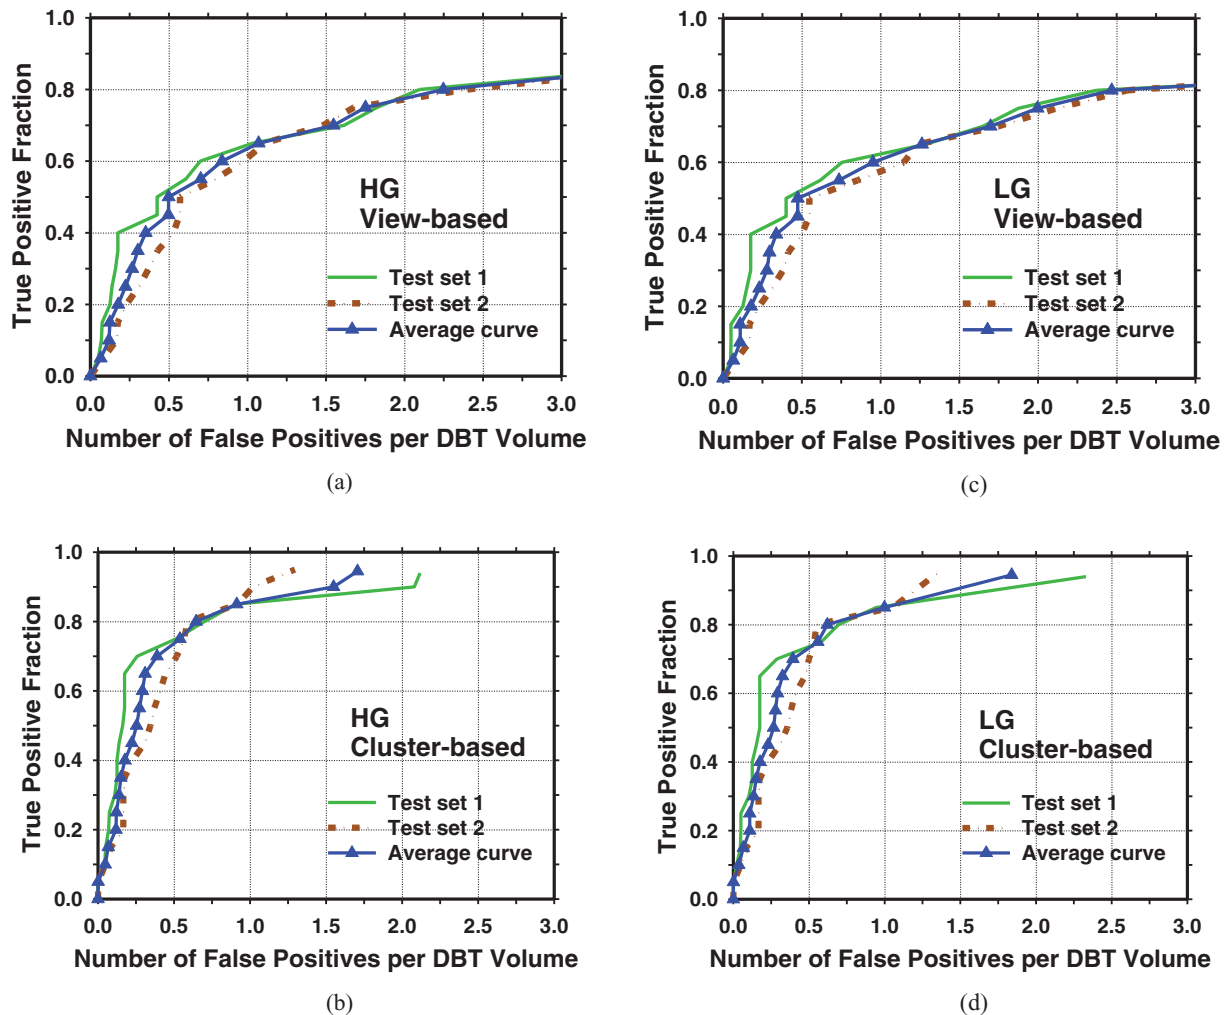 1.0
0.8
0.6
0.4
0.2
0.0
True Positive Fraction
HG
View-based
Test set 1
Test set 2
Average curve
0.0 0.5 1.0 1.5 2.0 2.5 3.0
Number of False Positives per DBT Volume
(a)
1.0
0.8
0.6
0.4
0.2
0.0
True Positive Fraction
LG
View-based
Test set 1
Test set 2
Average curve
0.0 0.5 1.0 1.5 2.0 2.5 3.0
Number of False Positives per DBT Volume
(c)
1.0
0.8
0.6
0.4
0.2
0.0
True Positive Fraction
HG
Cluster-based
Test set 1
Test set 2
Average curve
0.0 0.5 1.0 1.5 2.0 2.5 3.0
Number of False Positives per DBT Volume
(b)
1.0
0.8
0.6
0.4
0.2
0.0
True Positive Fraction
LG
Cluster-based
Test set 1
Test set 2
Average curve
0.0 0.5 1.0 1.5 2.0 2.5 3.0
Number of False Positives per DBT Volume
(d)